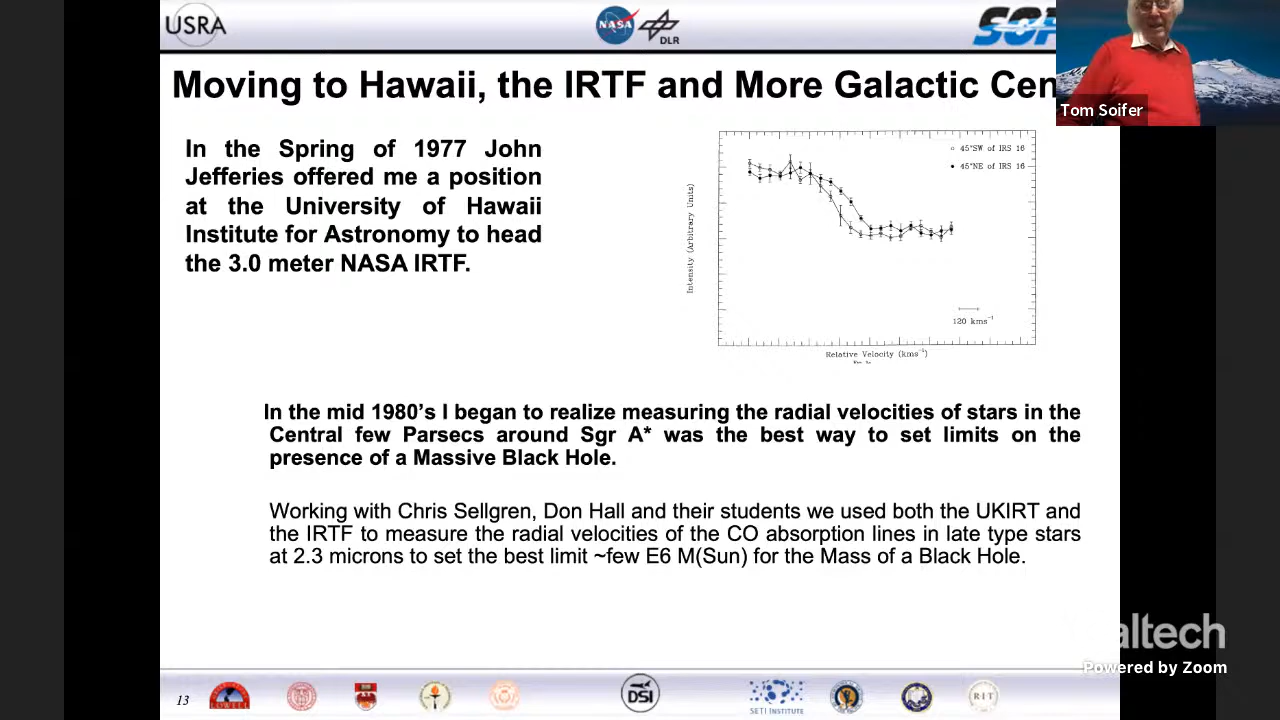 USRA
NASA
DLR
Moving to Hawaii, the IRTF and More Galactic Cen
Tom Soifer
In the Spring of 1977 John
Jefferies offered me a position
at the University of Hawaii
Institute for Astronomy to head
the 3.0 meter NASA IRTF.
45"SW of IRS 16
45"NE of IRS 16
Intensity (Arbitrary Units)
120 kms⁻¹
Relative Velocity (kms⁻¹)
In the mid 1980's I began to realize measuring the radial velocities of stars in the
Central few Parsecs around Sgr A* was the best way to set limits on the
presence of a Massive Black Hole.
Working with Chris Sellgren, Don Hall and their students we used both the UKIRT and
the IRTF to measure the radial velocities of the CO absorption lines in late type stars
at 2.3 microns to set the best limit ~few E6 M(Sun) for the Mass of a Black Hole.
altech
Powered by Zoom
13
LOWELL
DSI
SETI INSTITUTE
RIT